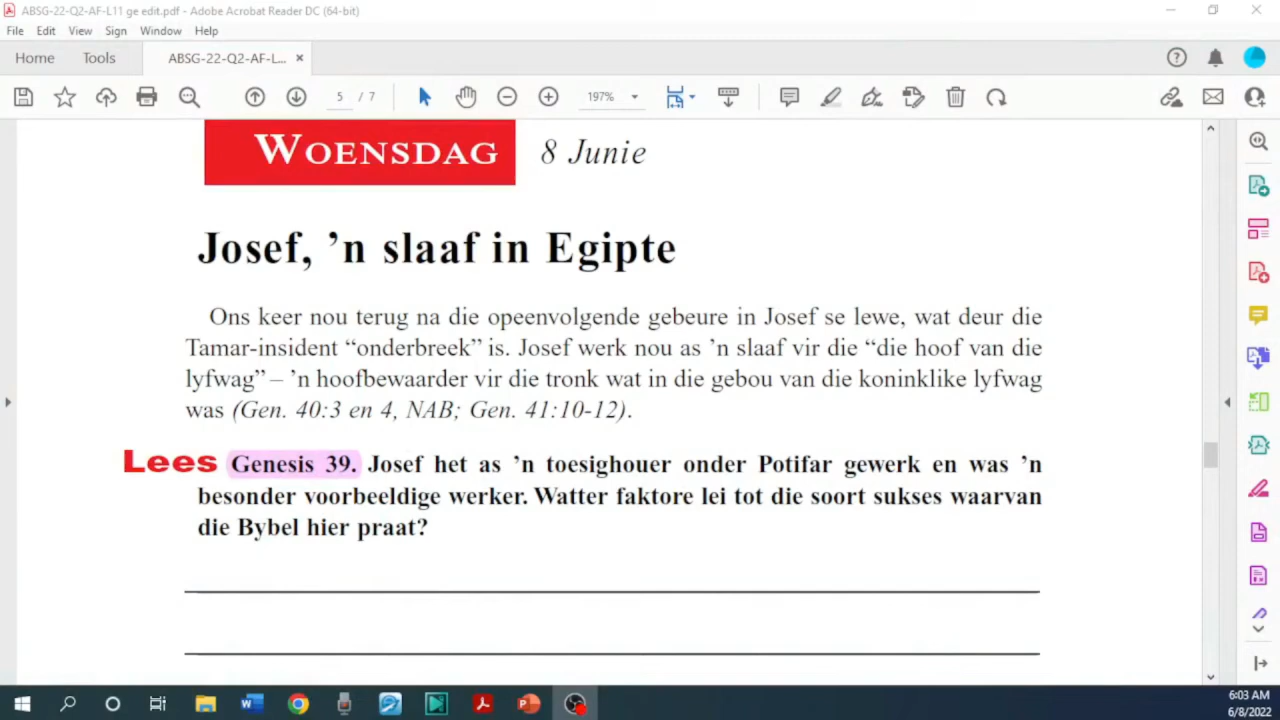 ABSG-22-Q2-AF-L11 ge edit.pdf - Adobe Acrobat Reader DC (64-bit)
File Edit View Sign Window Help
Home Tools ABSG-22-Q2-AF-L... ×
5 / 7 197%
WOENSDAG 8 Junie
Josef, ’n slaaf in Egipte
Ons keer nou terug na die opeenvolgende gebeure in Josef se lewe, wat deur die
Tamar-insident “onderbreek” is. Josef werk nou as ’n slaaf vir die “die hoof van die
lyfwag” – ’n hoofbewaarder vir die tronk wat in die gebou van die koninklike lyfwag
was (Gen. 40:3 en 4, NAB; Gen. 41:10-12).
Lees Genesis 39. Josef het as ’n toesighouer onder Potifar gewerk en was ’n
besonder voorbeeldige werker. Watter faktore lei tot die soort sukses waarvan
die Bybel hier praat?
6:03 AM
6/8/2022